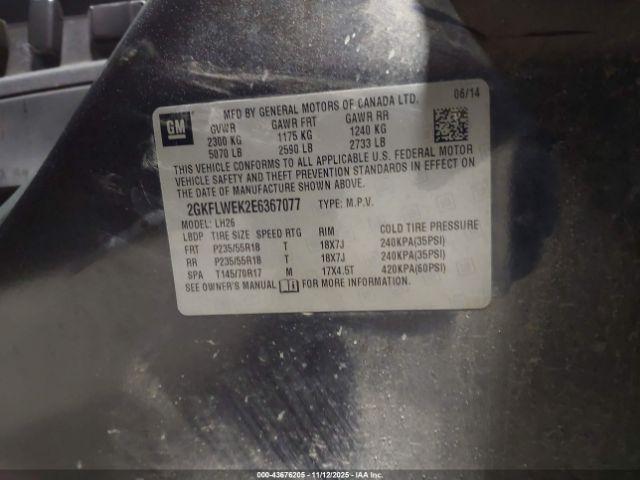 MFD BY GENERAL MOTORS OF CANADA LTD. 06/14
GM
GVWR GAWR FRT GAWR RR
2300 KG 1175 KG 1240 KG
5070 LB 2590 LB 2733 LB
THIS VEHICLE CONFORMS TO ALL APPLICABLE U.S. FEDERAL MOTOR
VEHICLE SAFETY AND THEFT PREVENTION STANDARDS IN EFFECT ON
THE DATE OF MANUFACTURE SHOWN ABOVE.
2GKFLWEK2E6367077 TYPE: M.P.V.
MODEL: LH26
LBDP TIRE SIZE SPEED RTG RIM COLD TIRE PRESSURE
FRT P235/55R18 T 18X7J 240KPA(35PSI)
RR P235/55R18 T 18X7J 240KPA(35PSI)
SPA T145/70R17 M 17X4.5T 420KPA(60PSI)
SEE OWNER'S MANUAL FOR MORE INFORMATION.
000-43676205 - 11/12/2025 - IAA Inc.